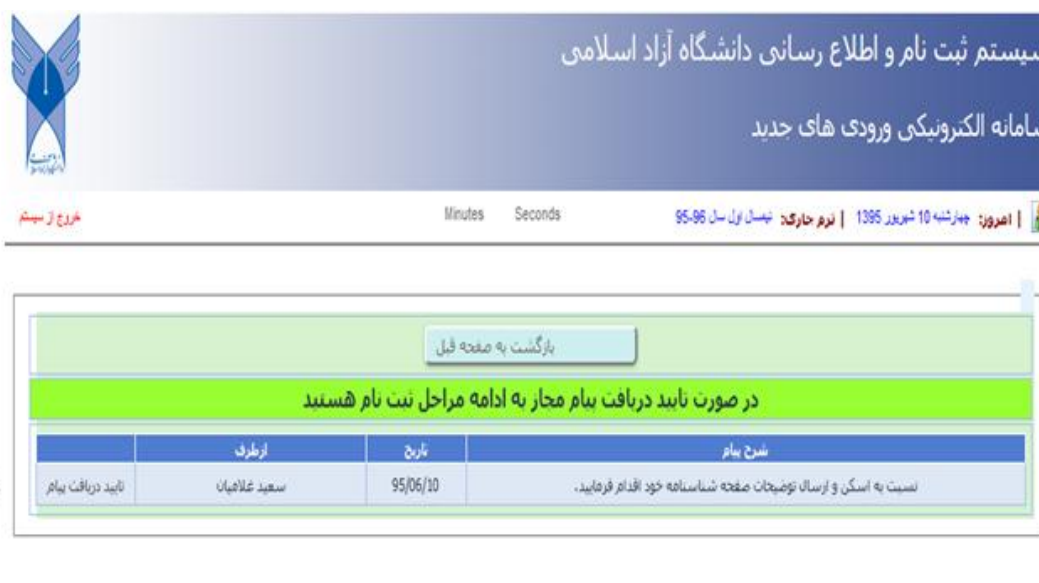 سیستم ثبت نام و اطلاع رسانی دانشگاه آزاد اسلامی
سامانه الکترونیکی ورودی های جدید
| امروز: چهارشنبه 10 شهریور 1395 | ترم جاری: نیمسال اول سال 96-95
Minutes Seconds
خروج از سیستم
بازگشت به صفحه قبل
در صورت تایید دریافت پیام مجاز به ادامه مراحل ثبت نام هستید
شرح پیام تاریخ ازطرف
نسبت به اسکن و ارسال توضیحات صفحه شناسنامه خود اقدام فرمایید. 95/06/10 سعید غلامیان تایید دریافت پیام